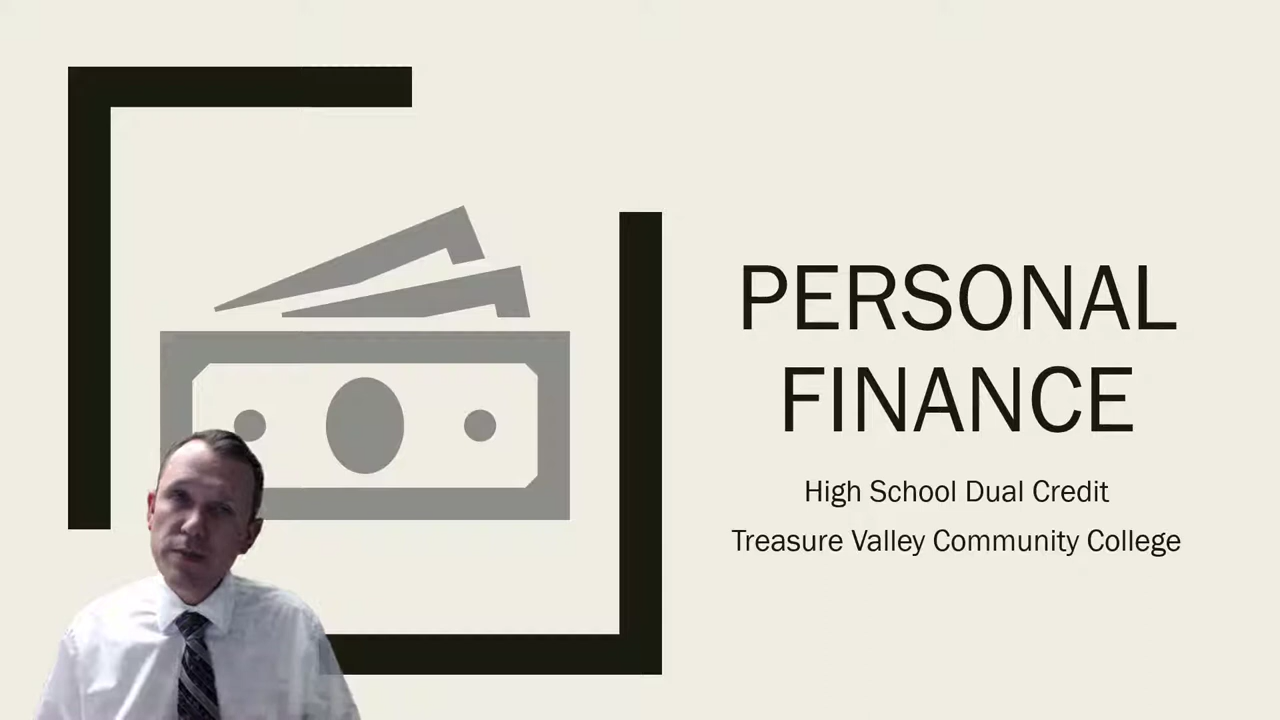 PERSONAL
FINANCE
High School Dual Credit
Treasure Valley Community College